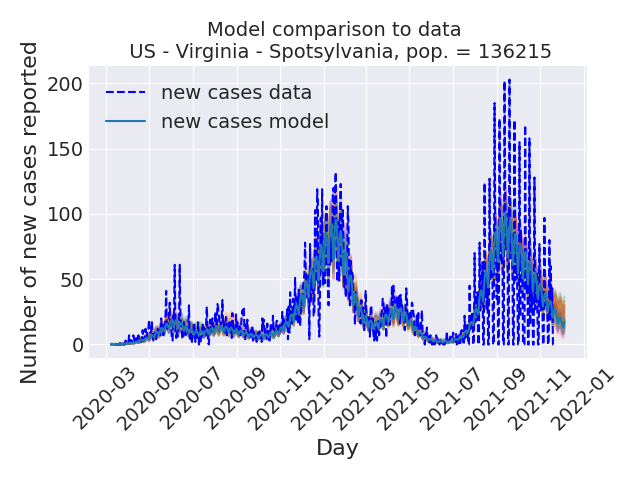 Model comparison to data
US - Virginia - Spotsylvania, pop. = 136215
Number of new cases reported
200
150
100
50
0
new cases data
new cases model
2020-03
2020-05
2020-07
2020-09
2020-11
2021-01
2021-03
2021-05
2021-07
2021-09
2021-11
2022-01
Day